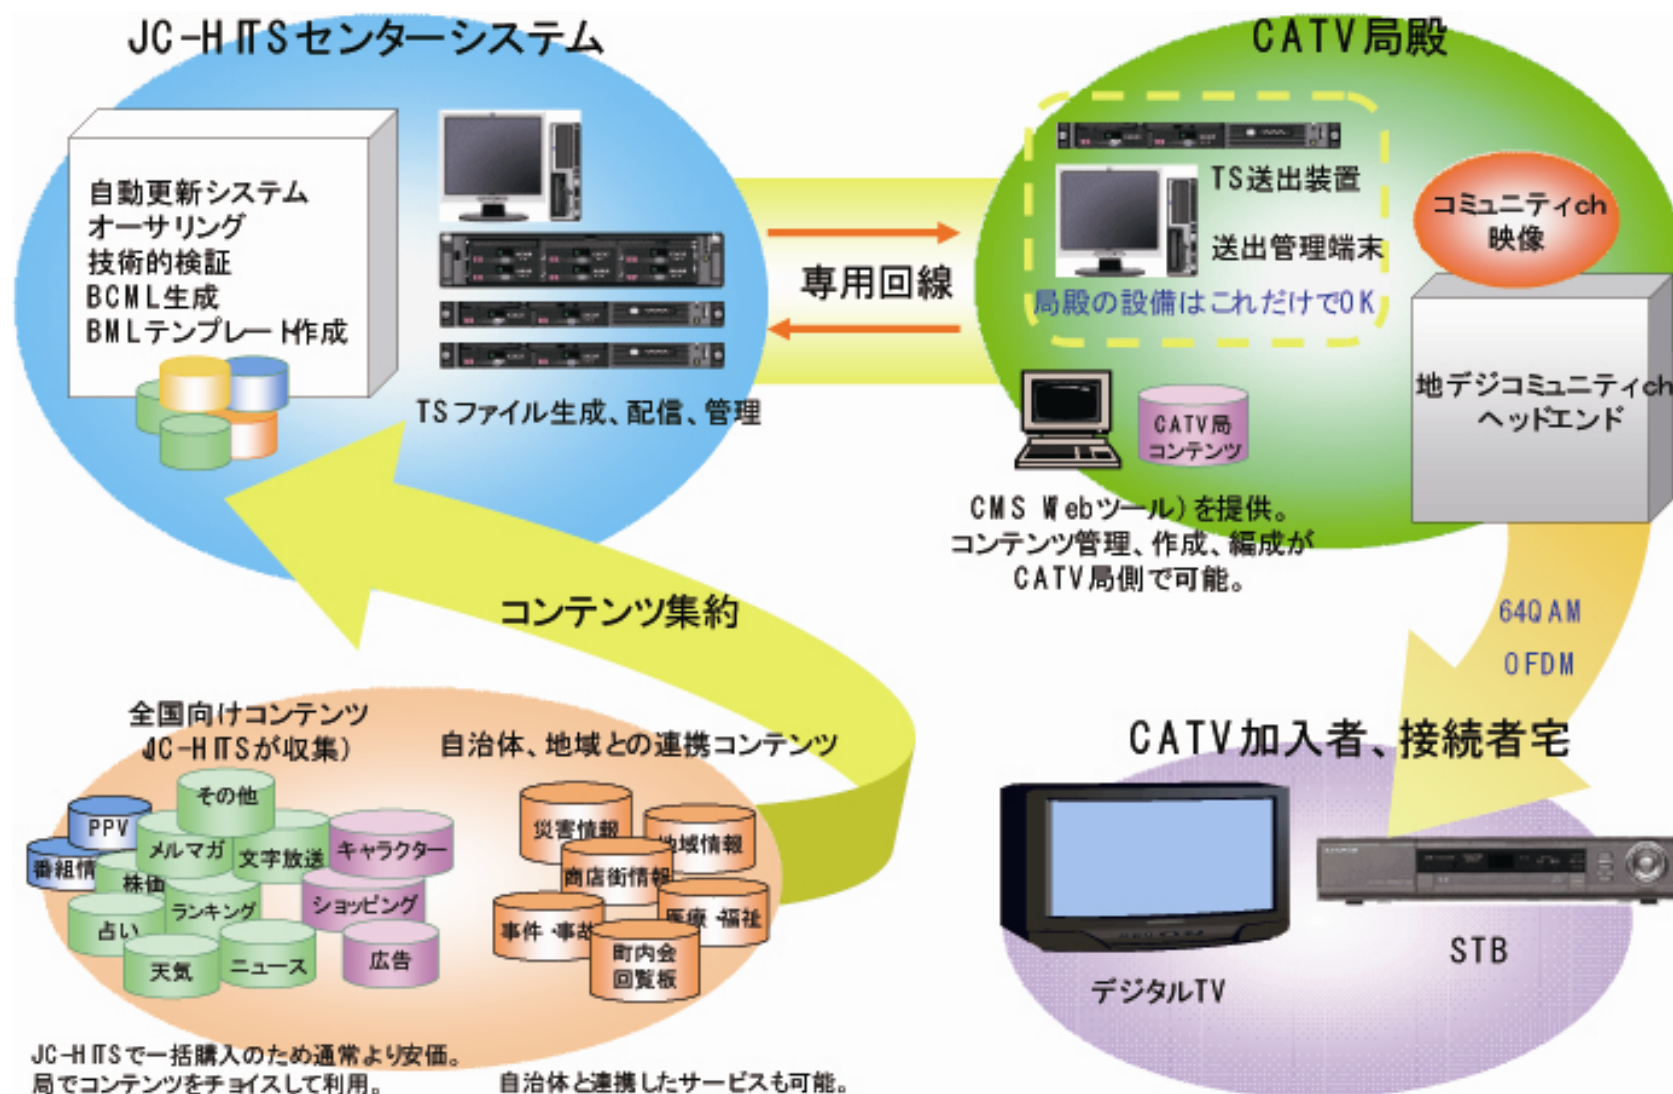 JC-HITSセンターシステム
自動更新システム
オーサリング
技術的検証
BCML生成
BMLテンプレート作成
TSファイル生成、配信、管理
専用回線
CATV局殿
TS送出装置
送出管理端末
局殿の設備はこれだけでOK
コミュニティch
映像
地デジコミュニティch
ヘッドエンド
CATV局
コンテンツ
CMS Webツール)を提供。
コンテンツ管理、作成、編成が
CATV局側で可能。
コンテンツ集約
64QAM
OFDM
全国向けコンテンツ
JC-HITSが収集)
その他
PPV
メルマガ
文字放送
キャラクター
番組情
株価
ランキング
ショッピング
占い
天気
ニュース
広告
自治体、地域との連携コンテンツ
災害情報
地域情報
商店街情報
事件・事故
医療・福祉
町内会
回覧板
JC-HITSで一括購入のため通常より安価。
局でコンテンツをチョイスして利用。
自治体と連携したサービスも可能。
CATV加入者、接続者宅
デジタルTV
STB